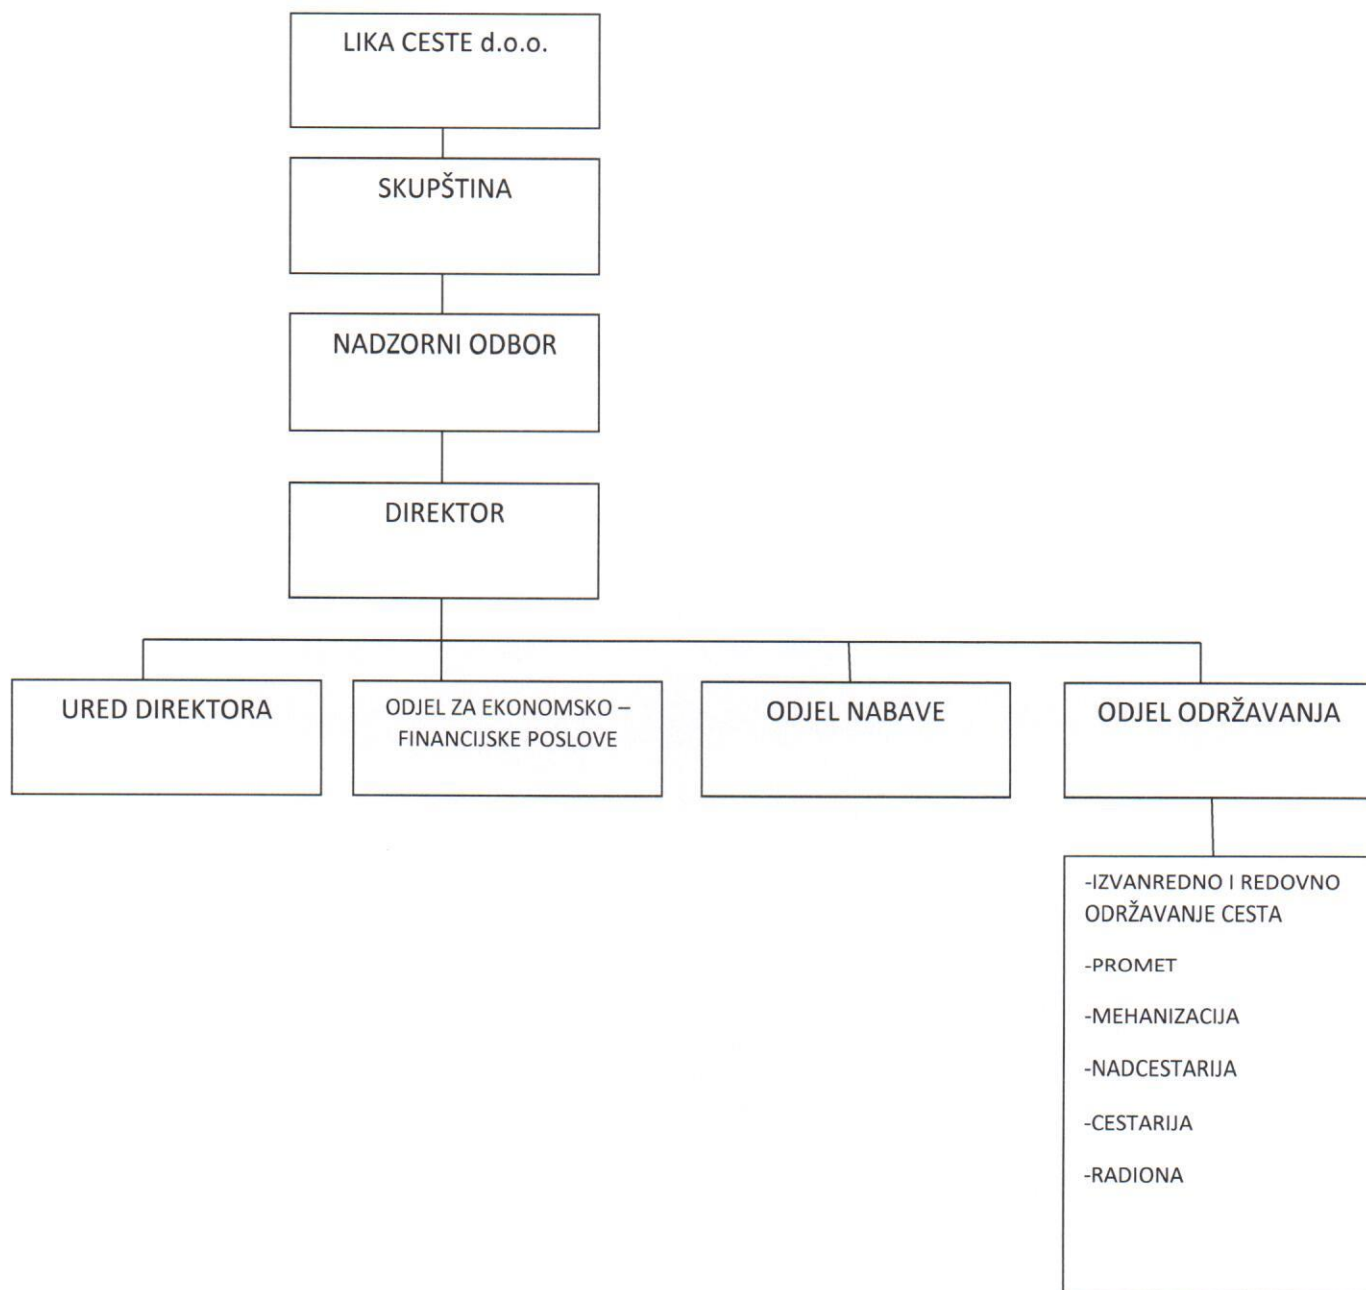 LIKA CESTE d.o.o.
SKUPŠTINA
NADZORNI ODBOR
DIREKTOR
URED DIREKTORA
ODJEL ZA EKONOMSKO –
FINANCIJSKE POSLOVE
ODJEL NABAVE
ODJEL ODRŽAVANJA
-IZVANREDNO I REDOVNO
ODRŽAVANJE CESTA
-PROMET
-MEHANIZACIJA
-NADCESTARIJA
-CESTARIJA
-RADIONA